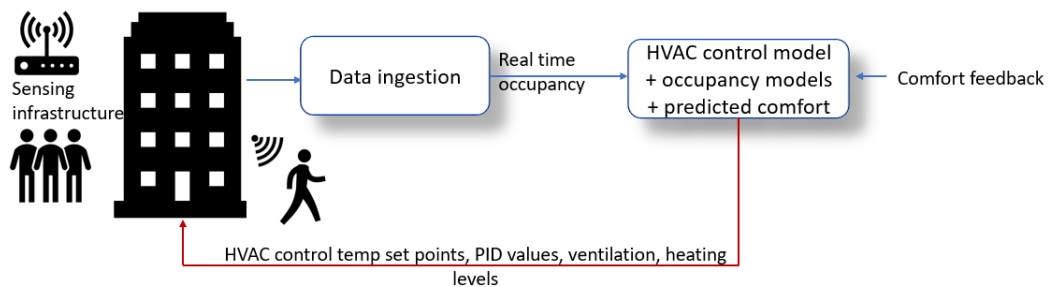 Sensing
infrastructure
Data ingestion
Real time
occupancy
HVAC control model
+ occupancy models
+ predicted comfort
Comfort feedback
HVAC control temp set points, PID values, ventilation, heating
levels